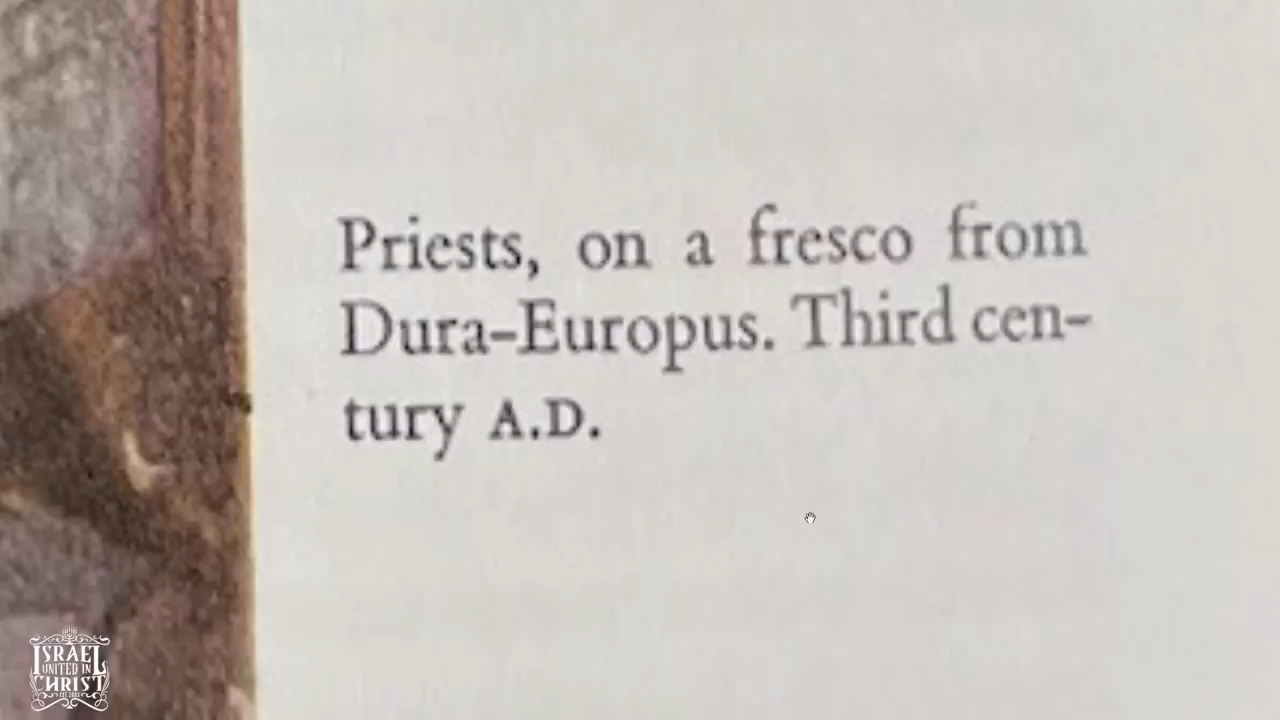 Priests, on a fresco from
Dura-Europus. Third cen-
tury A.D.
ISRAEL
UNITED IN
CHRIST